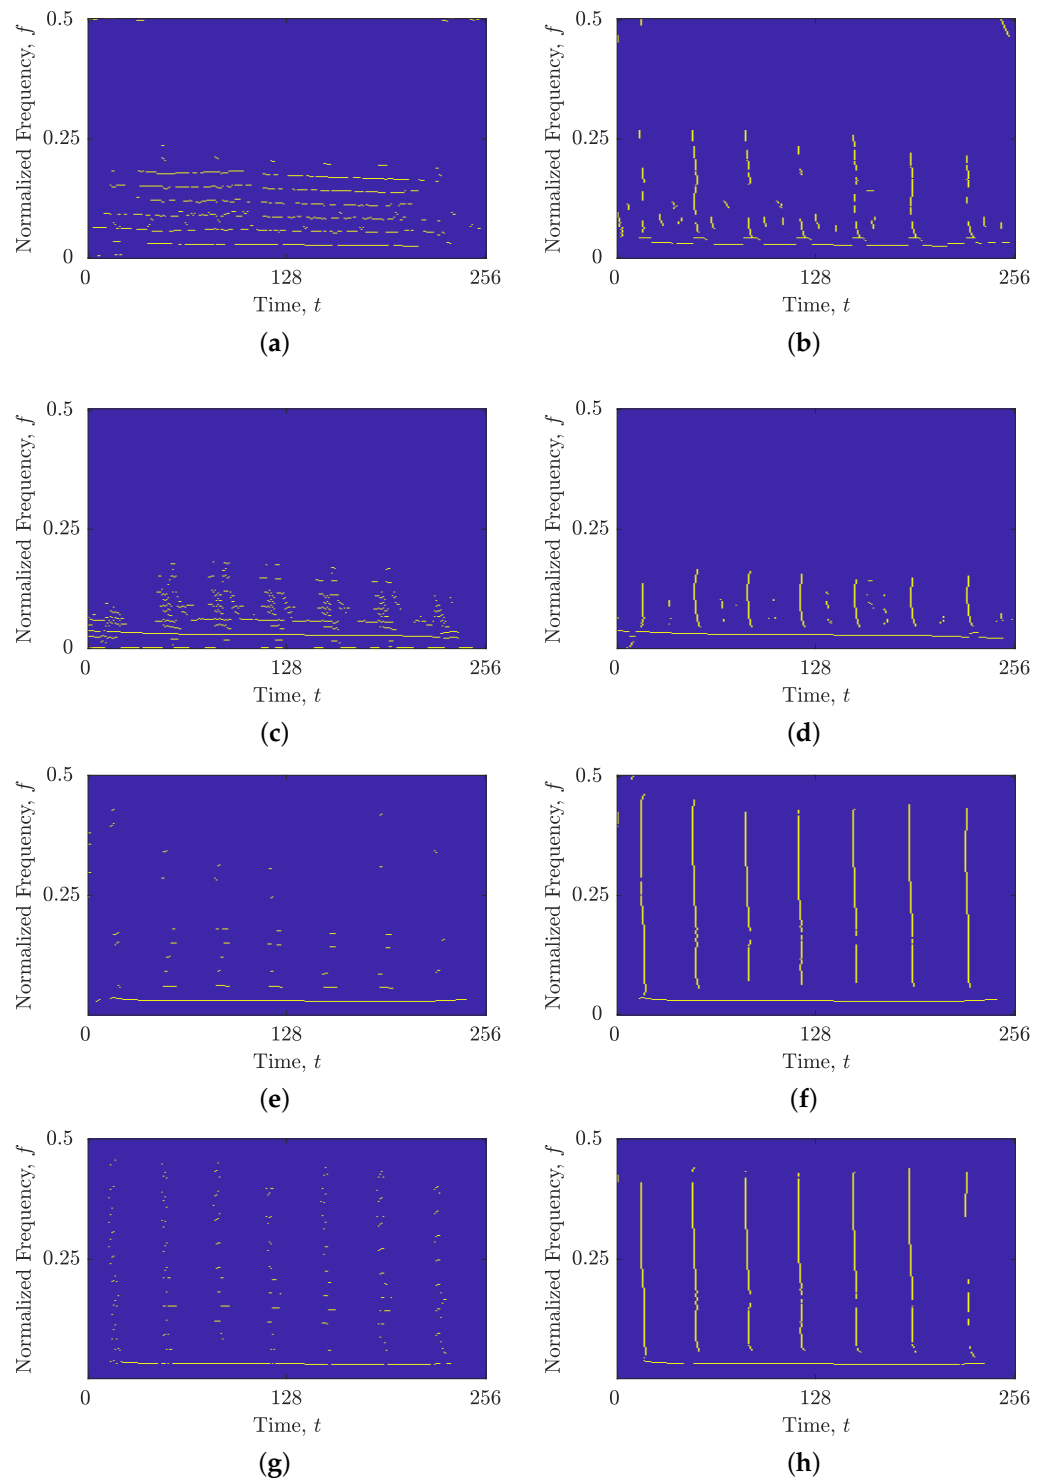 0.5 0.5
Normalized Frequency, f Normalized Frequency, f
0.25 0.25
0 0
0 128 256 0 128 256
Time, t Time, t
(a) (b)
0.5 0.5
Normalized Frequency, f Normalized Frequency, f
0.25 0.25
0 0
0 128 256 0 128 256
Time, t Time, t
(c) (d)
0.5 0.5
Normalized Frequency, f Normalized Frequency, f
0.25 0.25
0 0
0 128 256 0 128 256
Time, t Time, t
(e) (f)
0.5 0.5
Normalized Frequency, f Normalized Frequency, f
0.25 0.25
0 0
0 128 256 0 128 256
Time, t Time, t
(g) (h)